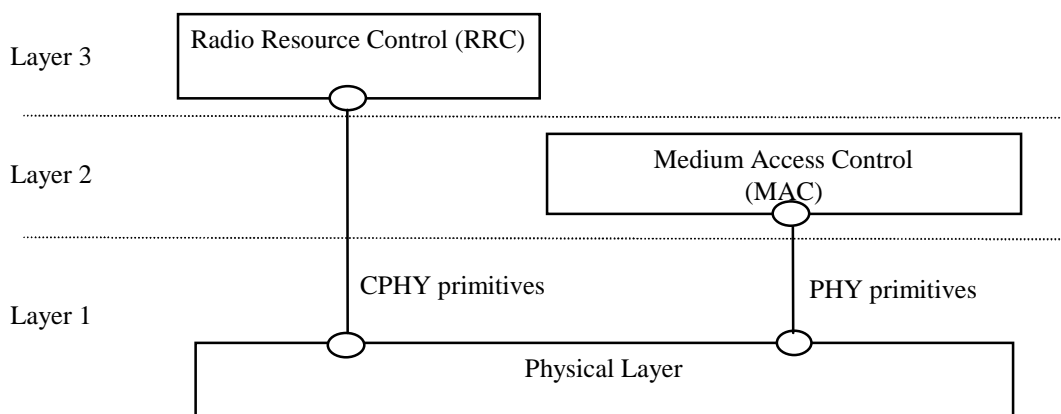 Radio Resource Control (RRC)
Layer 3
Medium Access Control
(MAC)
Layer 2
CPHY primitives
PHY primitives
Layer 1
Physical Layer